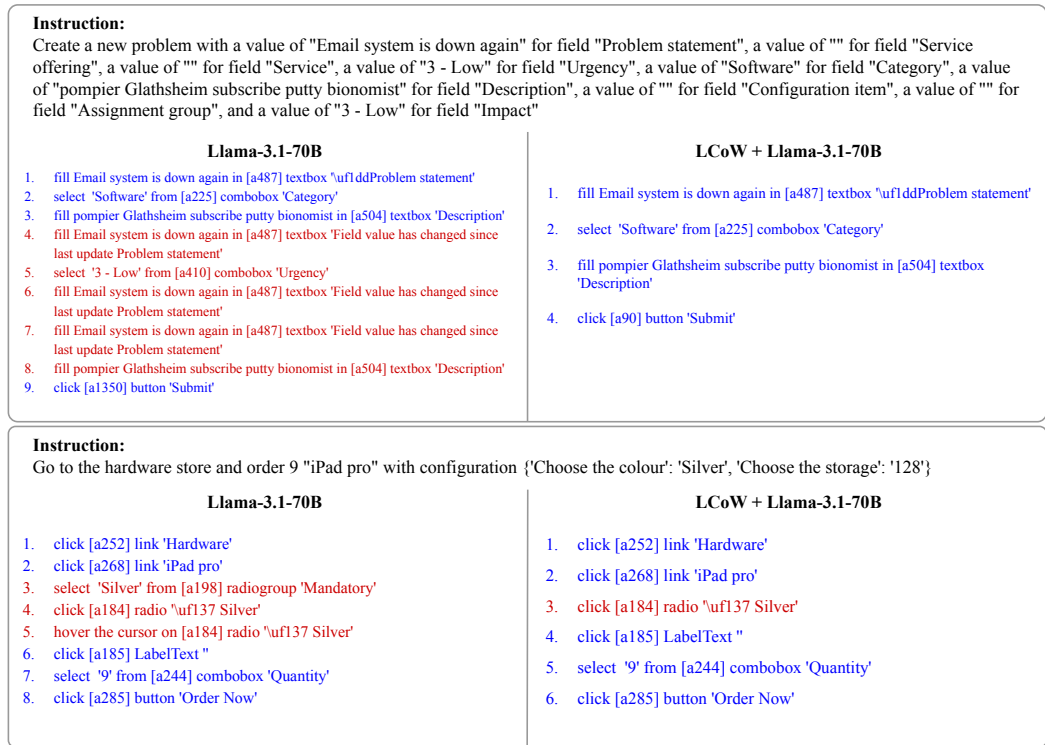 Instruction:
Create a new problem with a value of "Email system is down again" for field "Problem statement", a value of "" for field "Service
offering", a value of "" for field "Service", a value of "3 - Low" for field "Urgency", a value of "Software" for field "Category", a value
of "pompier Glathsheim subscribe putty bionomist" for field "Description", a value of "" for field "Configuration item", a value of "" for
field "Assignment group", and a value of "3 - Low" for field "Impact"
Llama-3.1-70B
1. fill Email system is down again in [a487] textbox '\uf1ddProblem statement'
2. select 'Software' from [a225] combobox 'Category'
3. fill pompier Glathsheim subscribe putty bionomist in [a504] textbox 'Description'
4. fill Email system is down again in [a487] textbox 'Field value has changed since
last update Problem statement'
5. select '3 - Low' from [a410] combobox 'Urgency'
6. fill Email system is down again in [a487] textbox 'Field value has changed since
last update Problem statement'
7. fill Email system is down again in [a487] textbox 'Field value has changed since
last update Problem statement'
8. fill pompier Glathsheim subscribe putty bionomist in [a504] textbox 'Description'
9. click [a1350] button 'Submit'
LCoW + Llama-3.1-70B
1. fill Email system is down again in [a487] textbox '\uf1ddProblem statement'
2. select 'Software' from [a225] combobox 'Category'
3. fill pompier Glathsheim subscribe putty bionomist in [a504] textbox
'Description'
4. click [a90] button 'Submit'
Instruction:
Go to the hardware store and order 9 "iPad pro" with configuration {'Choose the colour': 'Silver', 'Choose the storage': '128'}
Llama-3.1-70B
1. click [a252] link 'Hardware'
2. click [a268] link 'iPad pro'
3. select 'Silver' from [a198] radiogroup 'Mandatory'
4. click [a184] radio '\uf137 Silver'
5. hover the cursor on [a184] radio '\uf137 Silver'
6. click [a185] LabelText ''
7. select '9' from [a244] combobox 'Quantity'
8. click [a285] button 'Order Now'
LCoW + Llama-3.1-70B
1. click [a252] link 'Hardware'
2. click [a268] link 'iPad pro'
3. click [a184] radio '\uf137 Silver'
4. click [a185] LabelText ''
5. select '9' from [a244] combobox 'Quantity'
6. click [a285] button 'Order Now'